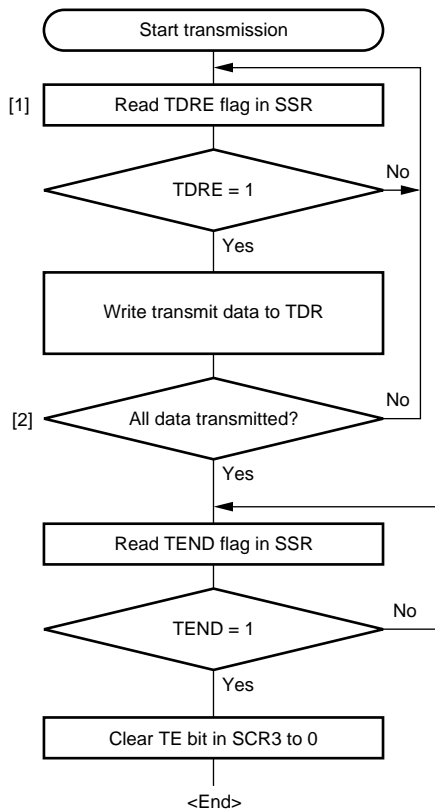 Start transmission
[1]
Read TDRE flag in SSR
TDRE = 1
No
Yes
Write transmit data to TDR
[2]
All data transmitted?
No
Yes
Read TEND flag in SSR
TEND = 1
No
Yes
Clear TE bit in SCR3 to 0
<End>